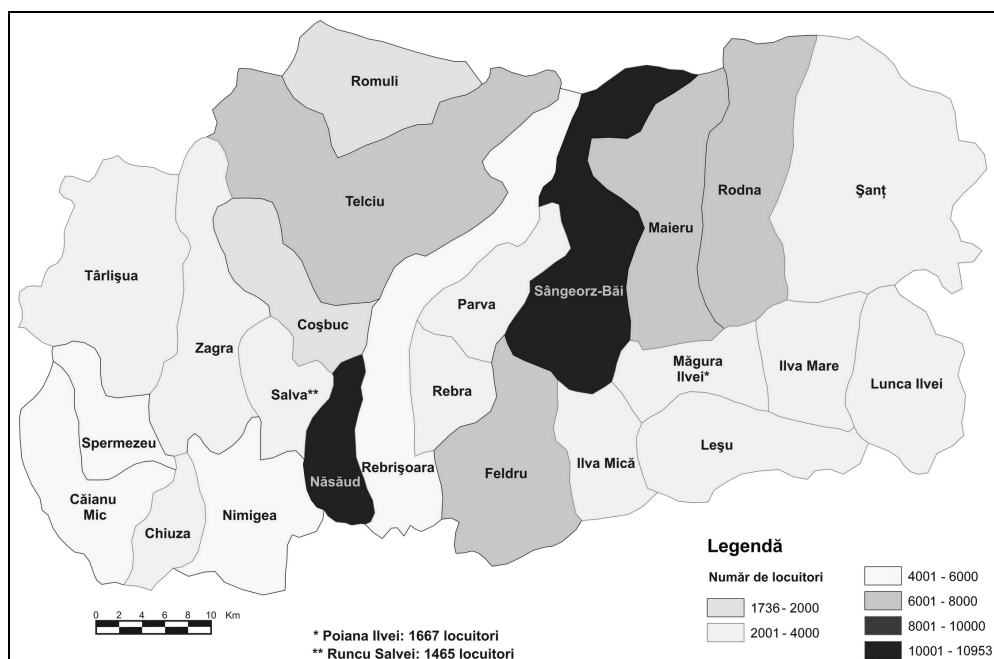 Romuli
Telciu
Rodna
Şanţ
Maieru
Târlişua
Sângeorz-Băi
Parva
Coşbuc
Zagra
Măgura
Ilvei*
Ilva Mare
Lunca Ilvei
Salva**
Rebra
Spermezeu
Leşu
Rebrişoara
Ilva Mică
Feldru
Năsăud
Căianu
Mic
Nimigea
Chiuza
Legendă
Număr de locuitori
1736 - 2000
2001 - 4000
4001 - 6000
6001 - 8000
8001 - 10000
10001 - 10953
0 2 4 6 8 10 Km
* Poiana Ilvei: 1667 locuitori
** Runcu Salvei: 1465 locuitori